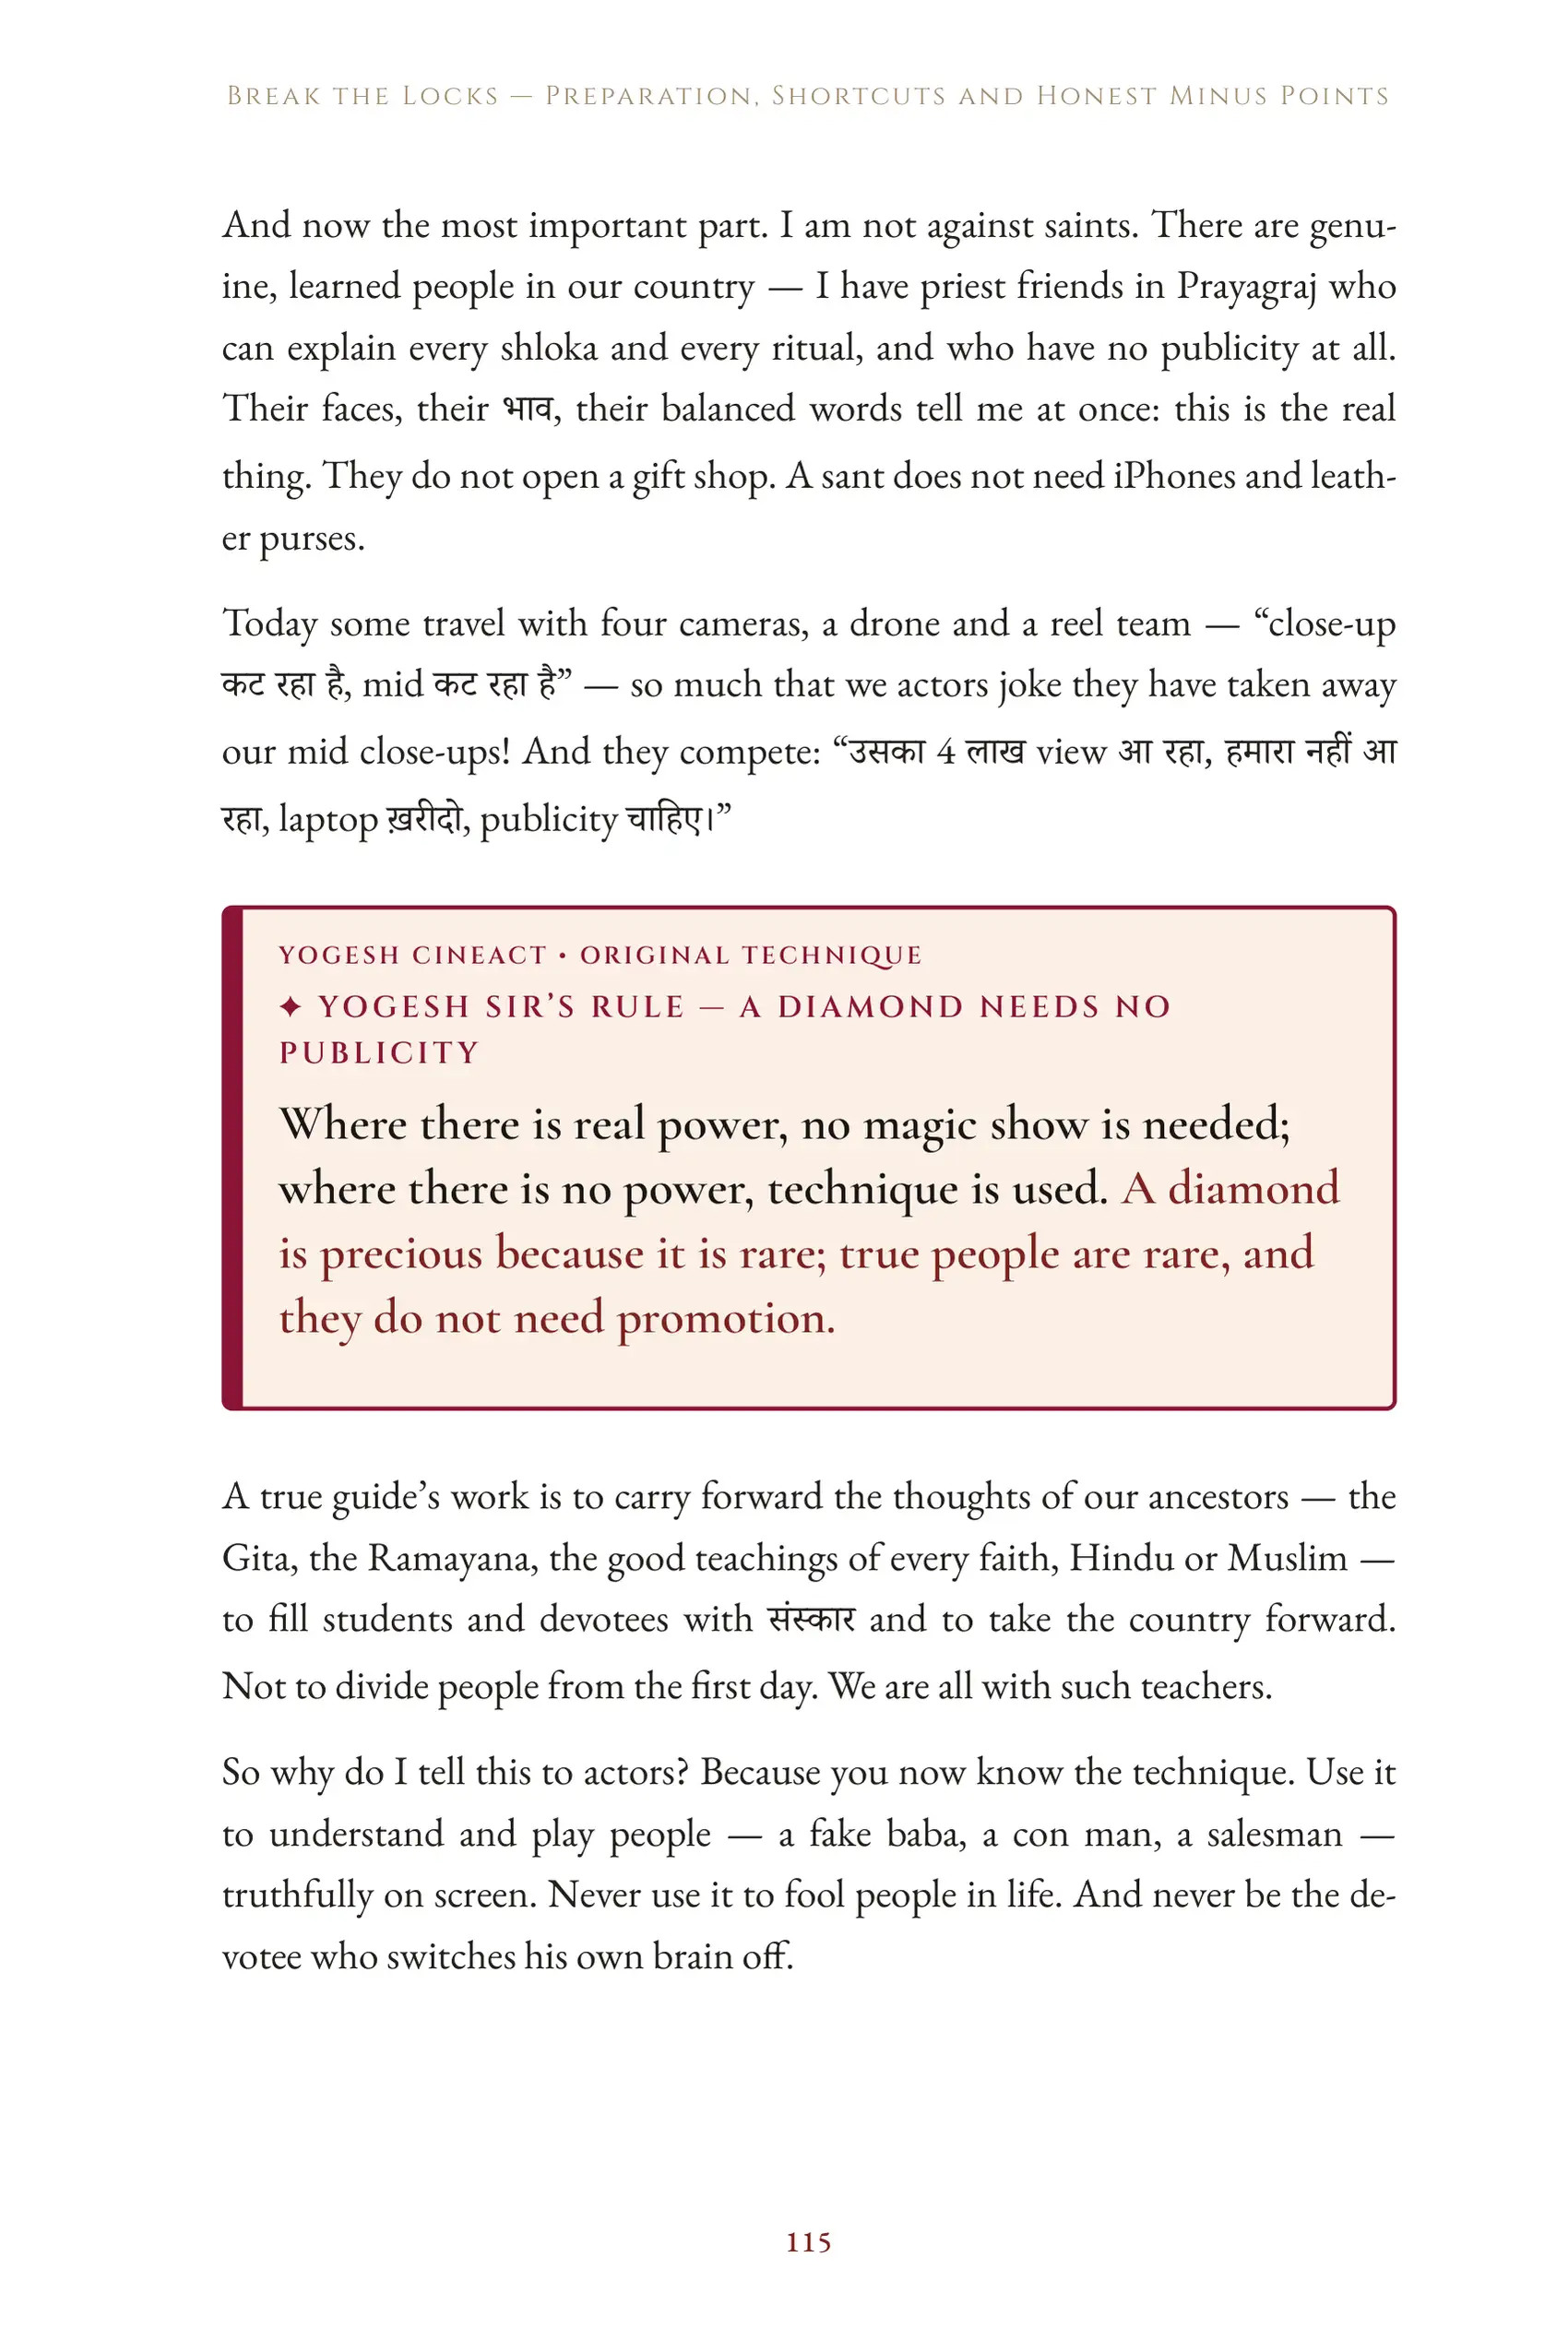 Break the Locks — Preparation, Shortcuts and Honest Minus Points
And now the most important part. I am not against saints. There are genu-
ine, learned people in our country — I have priest friends in Prayagraj who
can explain every shloka and every ritual, and who have no publicity at all.
Their faces, their भाव, their balanced words tell me at once: this is the real
thing. They do not open a gift shop. A sant does not need iPhones and leath-
er purses.
Today some travel with four cameras, a drone and a reel team — “close-up
कट रहा है, mid कट रहा है” — so much that we actors joke they have taken away
our mid close-ups! And they compete: “उसका 4 लाख view आ रहा, हमारा नहीं आ
रहा, laptop ख़रीदो, publicity चाहिए।”
YOGESH CINEACT • ORIGINAL TECHNIQUE
✦ YOGESH SIR’S RULE — A DIAMOND NEEDS NO
PUBLICITY
Where there is real power, no magic show is needed;
where there is no power, technique is used. A diamond
is precious because it is rare; true people are rare, and
they do not need promotion.
A true guide’s work is to carry forward the thoughts of our ancestors — the
Gita, the Ramayana, the good teachings of every faith, Hindu or Muslim —
to fill students and devotees with संस्कार and to take the country forward.
Not to divide people from the first day. We are all with such teachers.
So why do I tell this to actors? Because you now know the technique. Use it
to understand and play people — a fake baba, a con man, a salesman —
truthfully on screen. Never use it to fool people in life. And never be the de-
votee who switches his own brain off.
115